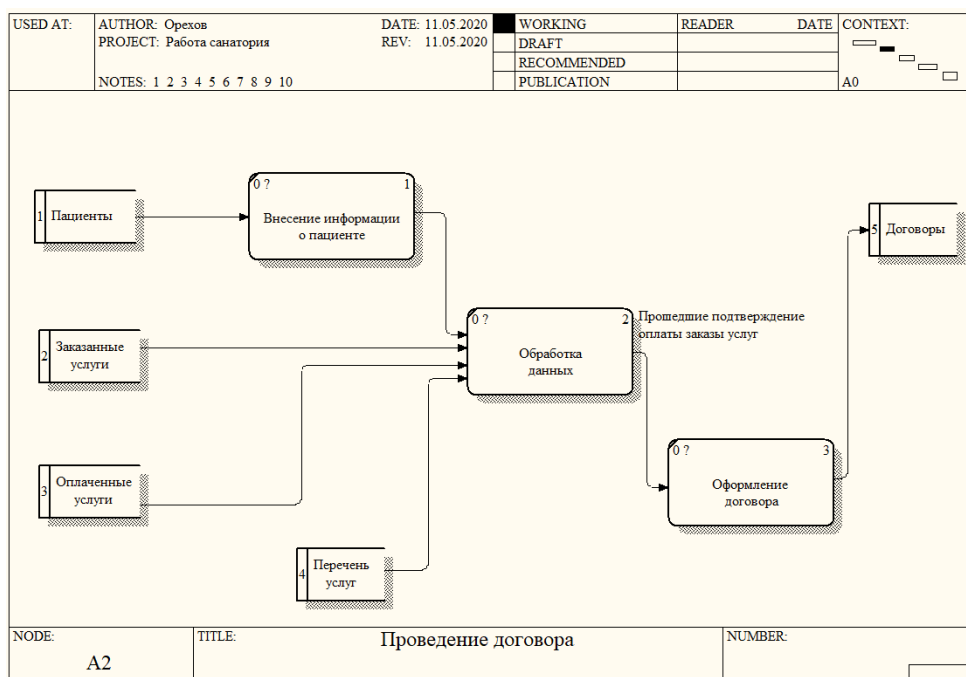 USED AT:
AUTHOR: Орехов
DATE: 11.05.2020
WORKING
READER
DATE
CONTEXT:
PROJECT: Работа санатория
REV: 11.05.2020
DRAFT
RECOMMENDED
NOTES: 1 2 3 4 5 6 7 8 9 10
PUBLICATION
A0
0 ?
1
Внесение информации
о пациенте
1
Пациенты
5
Договоры
0 ?
2
Обработка
данных
Прошедшие подтверждение
оплаты заказы услуг
2
Заказанные
услуги
0 ?
3
Оформление
договора
3
Оплаченные
услуги
4
Перечень
услуг
NODE:
A2
TITLE:
Проведение договора
NUMBER: